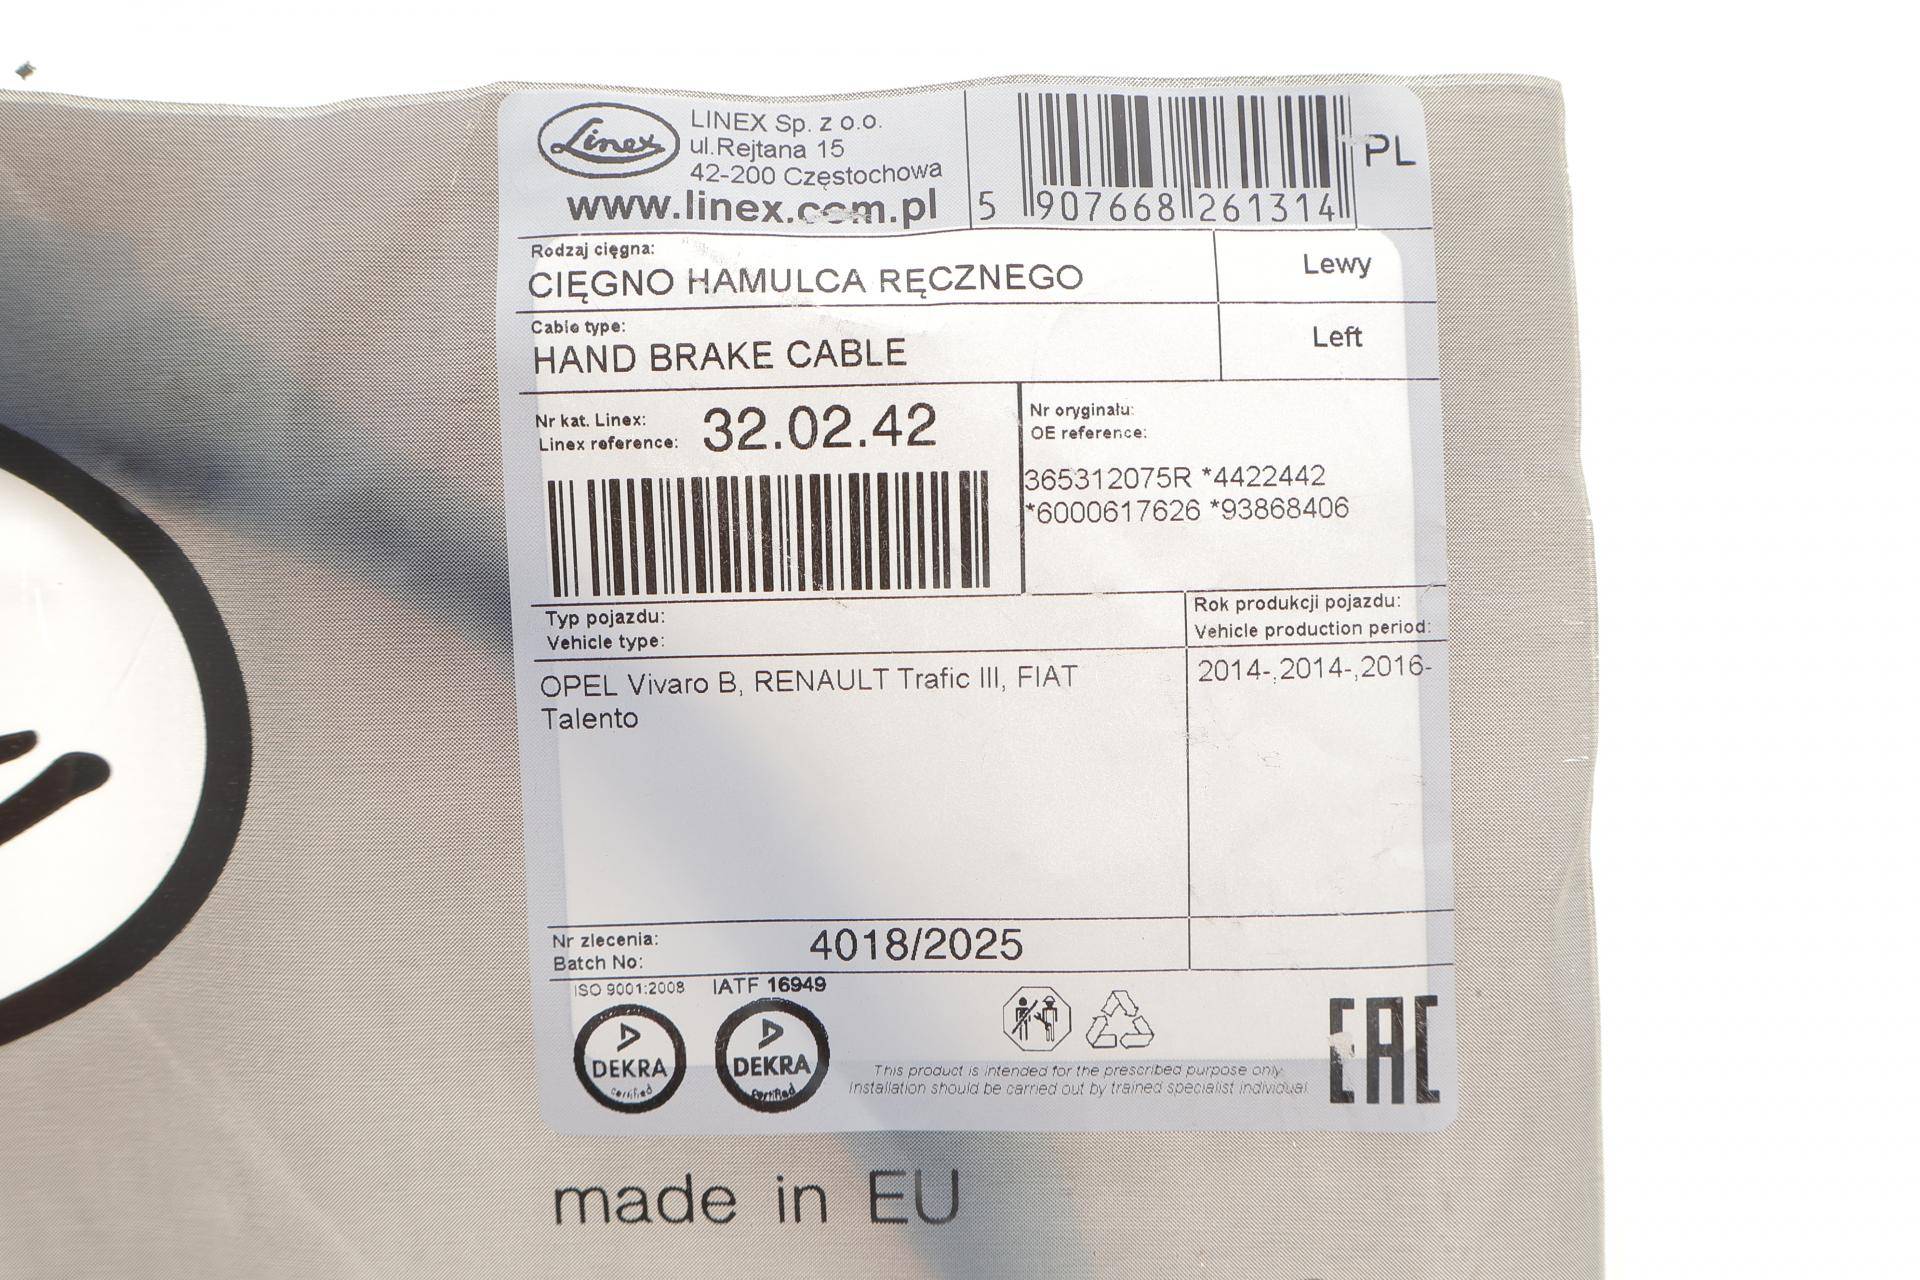 Linex
LINEX Sp. z o.o.
ul.Rejtana 15
42-200 Częstochowa
www.linex.com.pl
5 907668 261314
PL
Rodzaj cięgna:
CIĘGNO HAMULCA RĘCZNEGO
Lewy
Cable type:
HAND BRAKE CABLE
Left
Nr kat. Linex:
Linex reference:
32.02.42
Nr oryginału:
OE reference:
365312075R *4422442
*6000617626 *93868406
Typ pojazdu:
Vehicle type:
Rok produkcji pojazdu:
Vehicle production period:
OPEL Vivaro B, RENAULT Trafic III, FIAT
Talento
2014-,2014-,2016-
Nr zlecenia:
Batch No:
4018/2025
ISO 9001:2008
IATF 16949
DEKRA
Certified
DEKRA
Certified
This product is intended for the prescribed purpose only.
Installation should be carried out by trained specialist individual.
EAC
made in EU